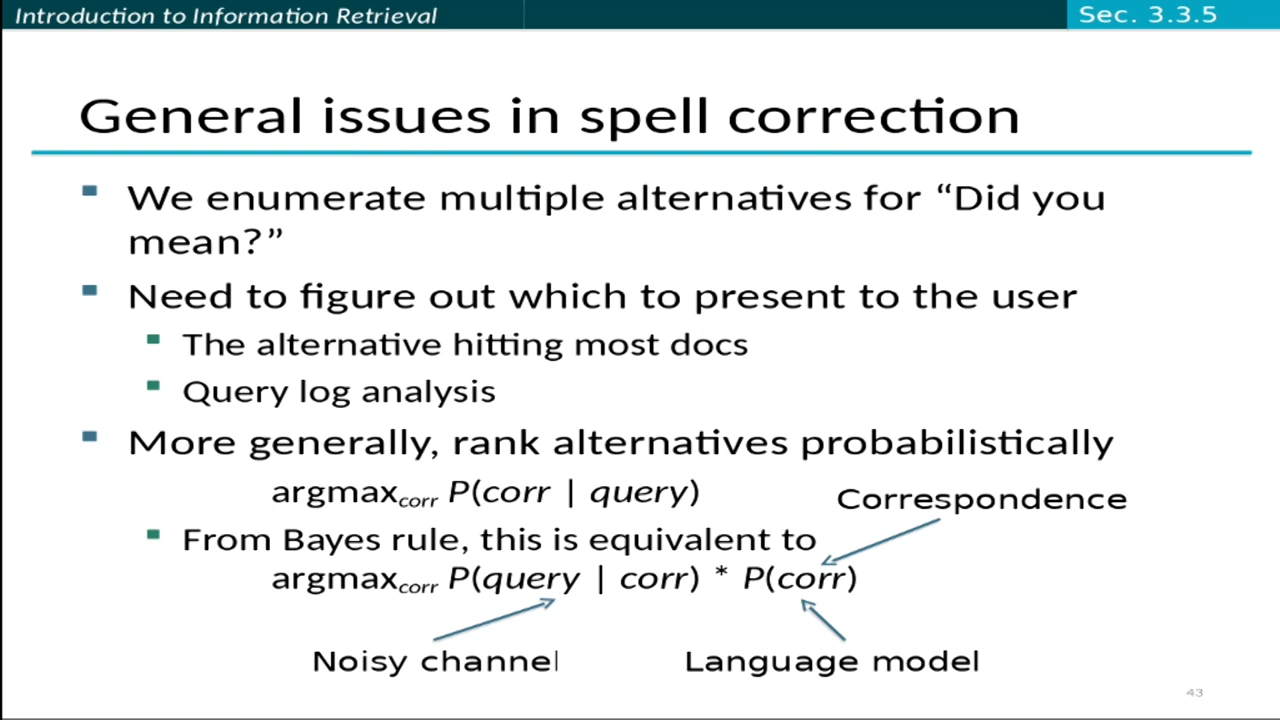 Introduction to Information Retrieval
Sec. 3.3.5
General issues in spell correction
We enumerate multiple alternatives for “Did you
mean?”
Need to figure out which to present to the user
The alternative hitting most docs
Query log analysis
More generally, rank alternatives probabilistically
argmaxcorr P(corr | query)
Correspondence
From Bayes rule, this is equivalent to
argmaxcorr P(query | corr) * P(corr)
Noisy channel
Language model
43